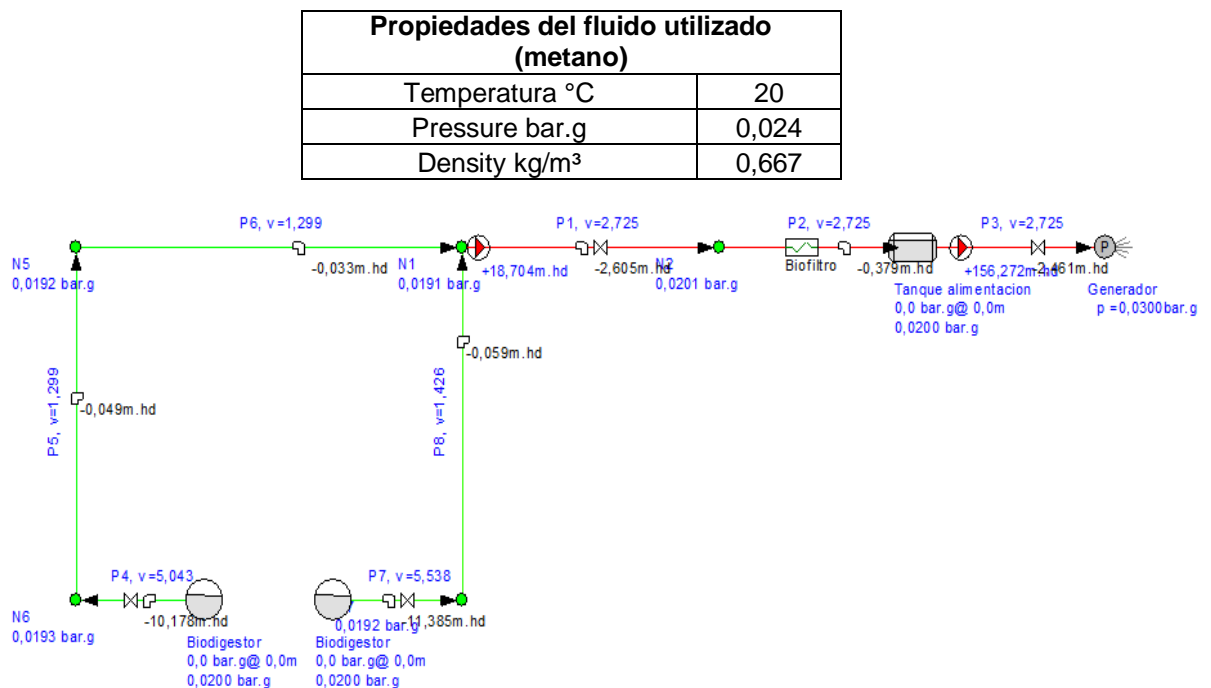 Propiedades del fluido utilizado
(metano)
Temperatura °C 20
Pressure bar.g 0,024
Density kg/m³ 0,667
P6, v=1,299
P1, v=2,725
P2, v=2,725
P3, v=2,725
N5
0,0192 bar.g
-0,033m.hd
N1
0,0191 bar.g
+18,704m.hd
-2,605m.hd
N2
0,0201 bar.g
Biofiltro
-0,379m.hd
Tanque alimentacion
0,0 bar.g@ 0,0m
0,0200 bar.g
+156,272m.hd
-2,461m.hd
P
Generador
p =0,0300bar.g
P5, v=1,299
-0,049m.hd
P8, v=1,426
-0,059m.hd
P4, v=5,043
P7, v=5,538
N6
0,0193 bar.g
-10,178m.hd
Biodigestor
0,0 bar.g@ 0,0m
0,0200 bar.g
0,0192 bar.g
-11,385m.hd
Biodigestor
0,0 bar.g@ 0,0m
0,0200 bar.g